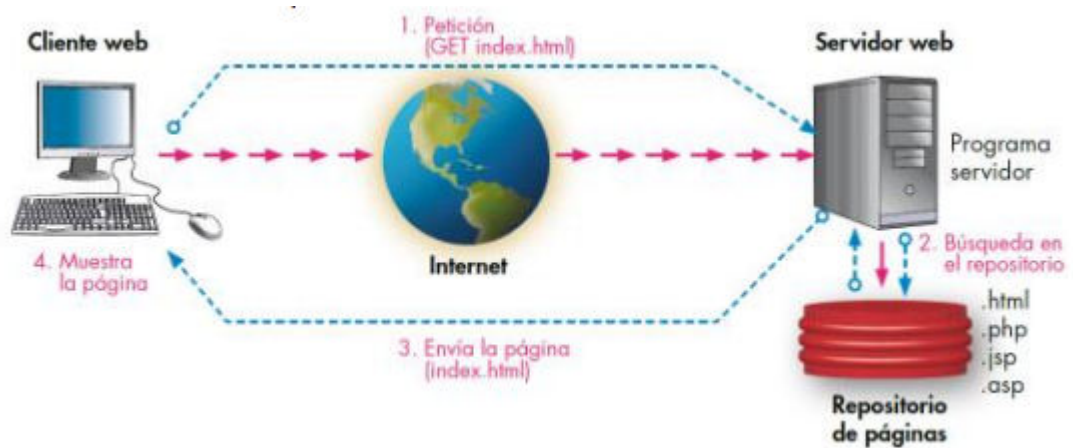 Cliente web
1. Petición
(GET index.html)
Servidor web
Programa
servidor
Internet
2. Búsqueda en
el repositorio
4. Muestra
la página
3. Envía la página
(index.html)
.html
.php
.jsp
.asp
Repositorio
de páginas